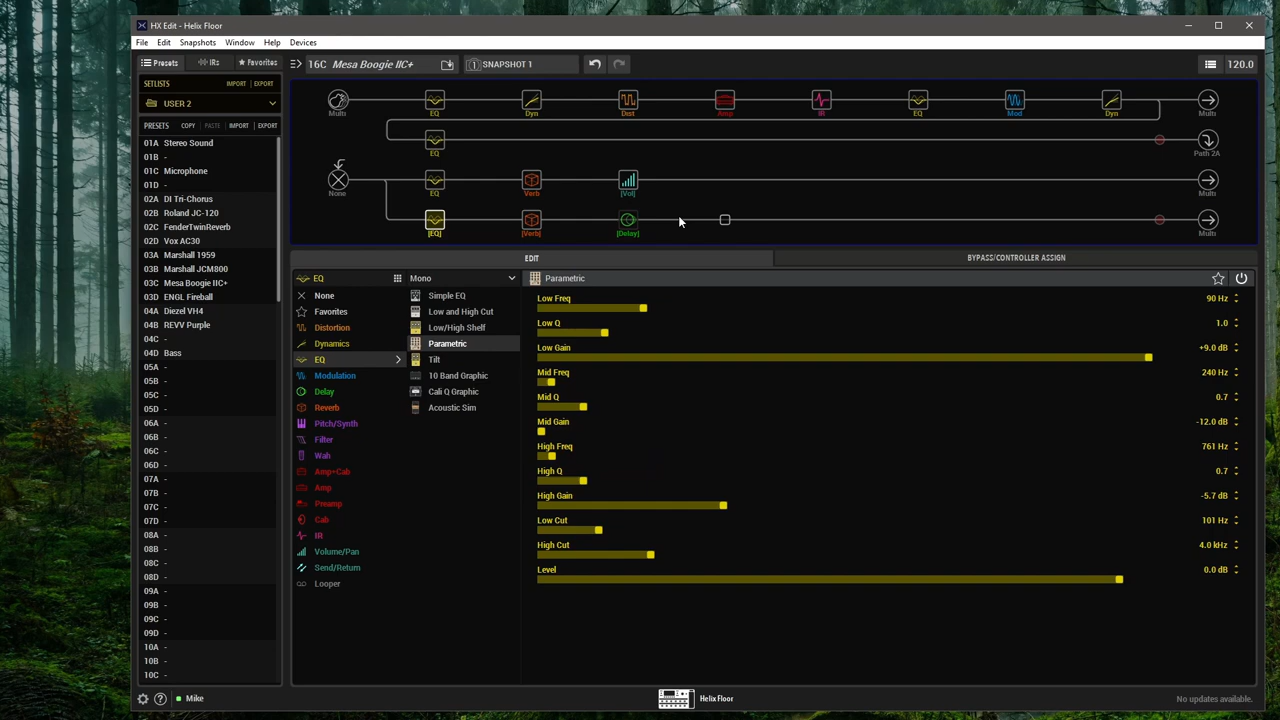 HX Edit - Helix Floor
File Edit Snapshots Window Help Devices
Presets IRs Favorites
16C Mesa Boogie IIC+
1 SNAPSHOT 1
120.0
SETLISTS IMPORT EXPORT
USER 2
PRESETS COPY PASTE IMPORT EXPORT
01A Stereo Sound
01B -
01C Microphone
01D -
02A DI Tri-Chorus
02B Roland JC-120
02C FenderTwinReverb
02D Vox AC30
03A Marshall 1959
03B Marshall JCM800
03C Mesa Boogie IIC+
03D ENGL Fireball
04A Diezel VH4
04B REVV Purple
04C -
04D Bass
05A -
05B -
05C -
05D -
06A -
06B -
06C -
06D -
07A -
07B -
07C -
07D -
08A -
08B -
08C -
08D -
09A -
09B -
09C -
09D -
10A -
10B -
10C -
Multi EQ Dyn Dist Amp IR EQ Mod Dyn Multi
EQ Path 2A
None EQ Verb [Vol] Multi
[EQ] [Verb] [Delay] Multi
EDIT BYPASS/CONTROLLER ASSIGN
EQ
None
Favorites
Distortion
Dynamics
EQ
Modulation
Delay
Reverb
Pitch/Synth
Filter
Wah
Amp+Cab
Amp
Preamp
Cab
IR
Volume/Pan
Send/Return
Looper
Mono
Simple EQ
Low and High Cut
Low/High Shelf
Parametric
Tilt
10 Band Graphic
Cali Q Graphic
Acoustic Sim
Parametric
Low Freq 90 Hz
Low Q 1.0
Low Gain +9.0 dB
Mid Freq 240 Hz
Mid Q 0.7
Mid Gain -12.0 dB
High Freq 761 Hz
High Q 0.7
High Gain -5.7 dB
Low Cut 101 Hz
High Cut 4.0 kHz
Level 0.0 dB
Mike
Helix Floor
No updates available.